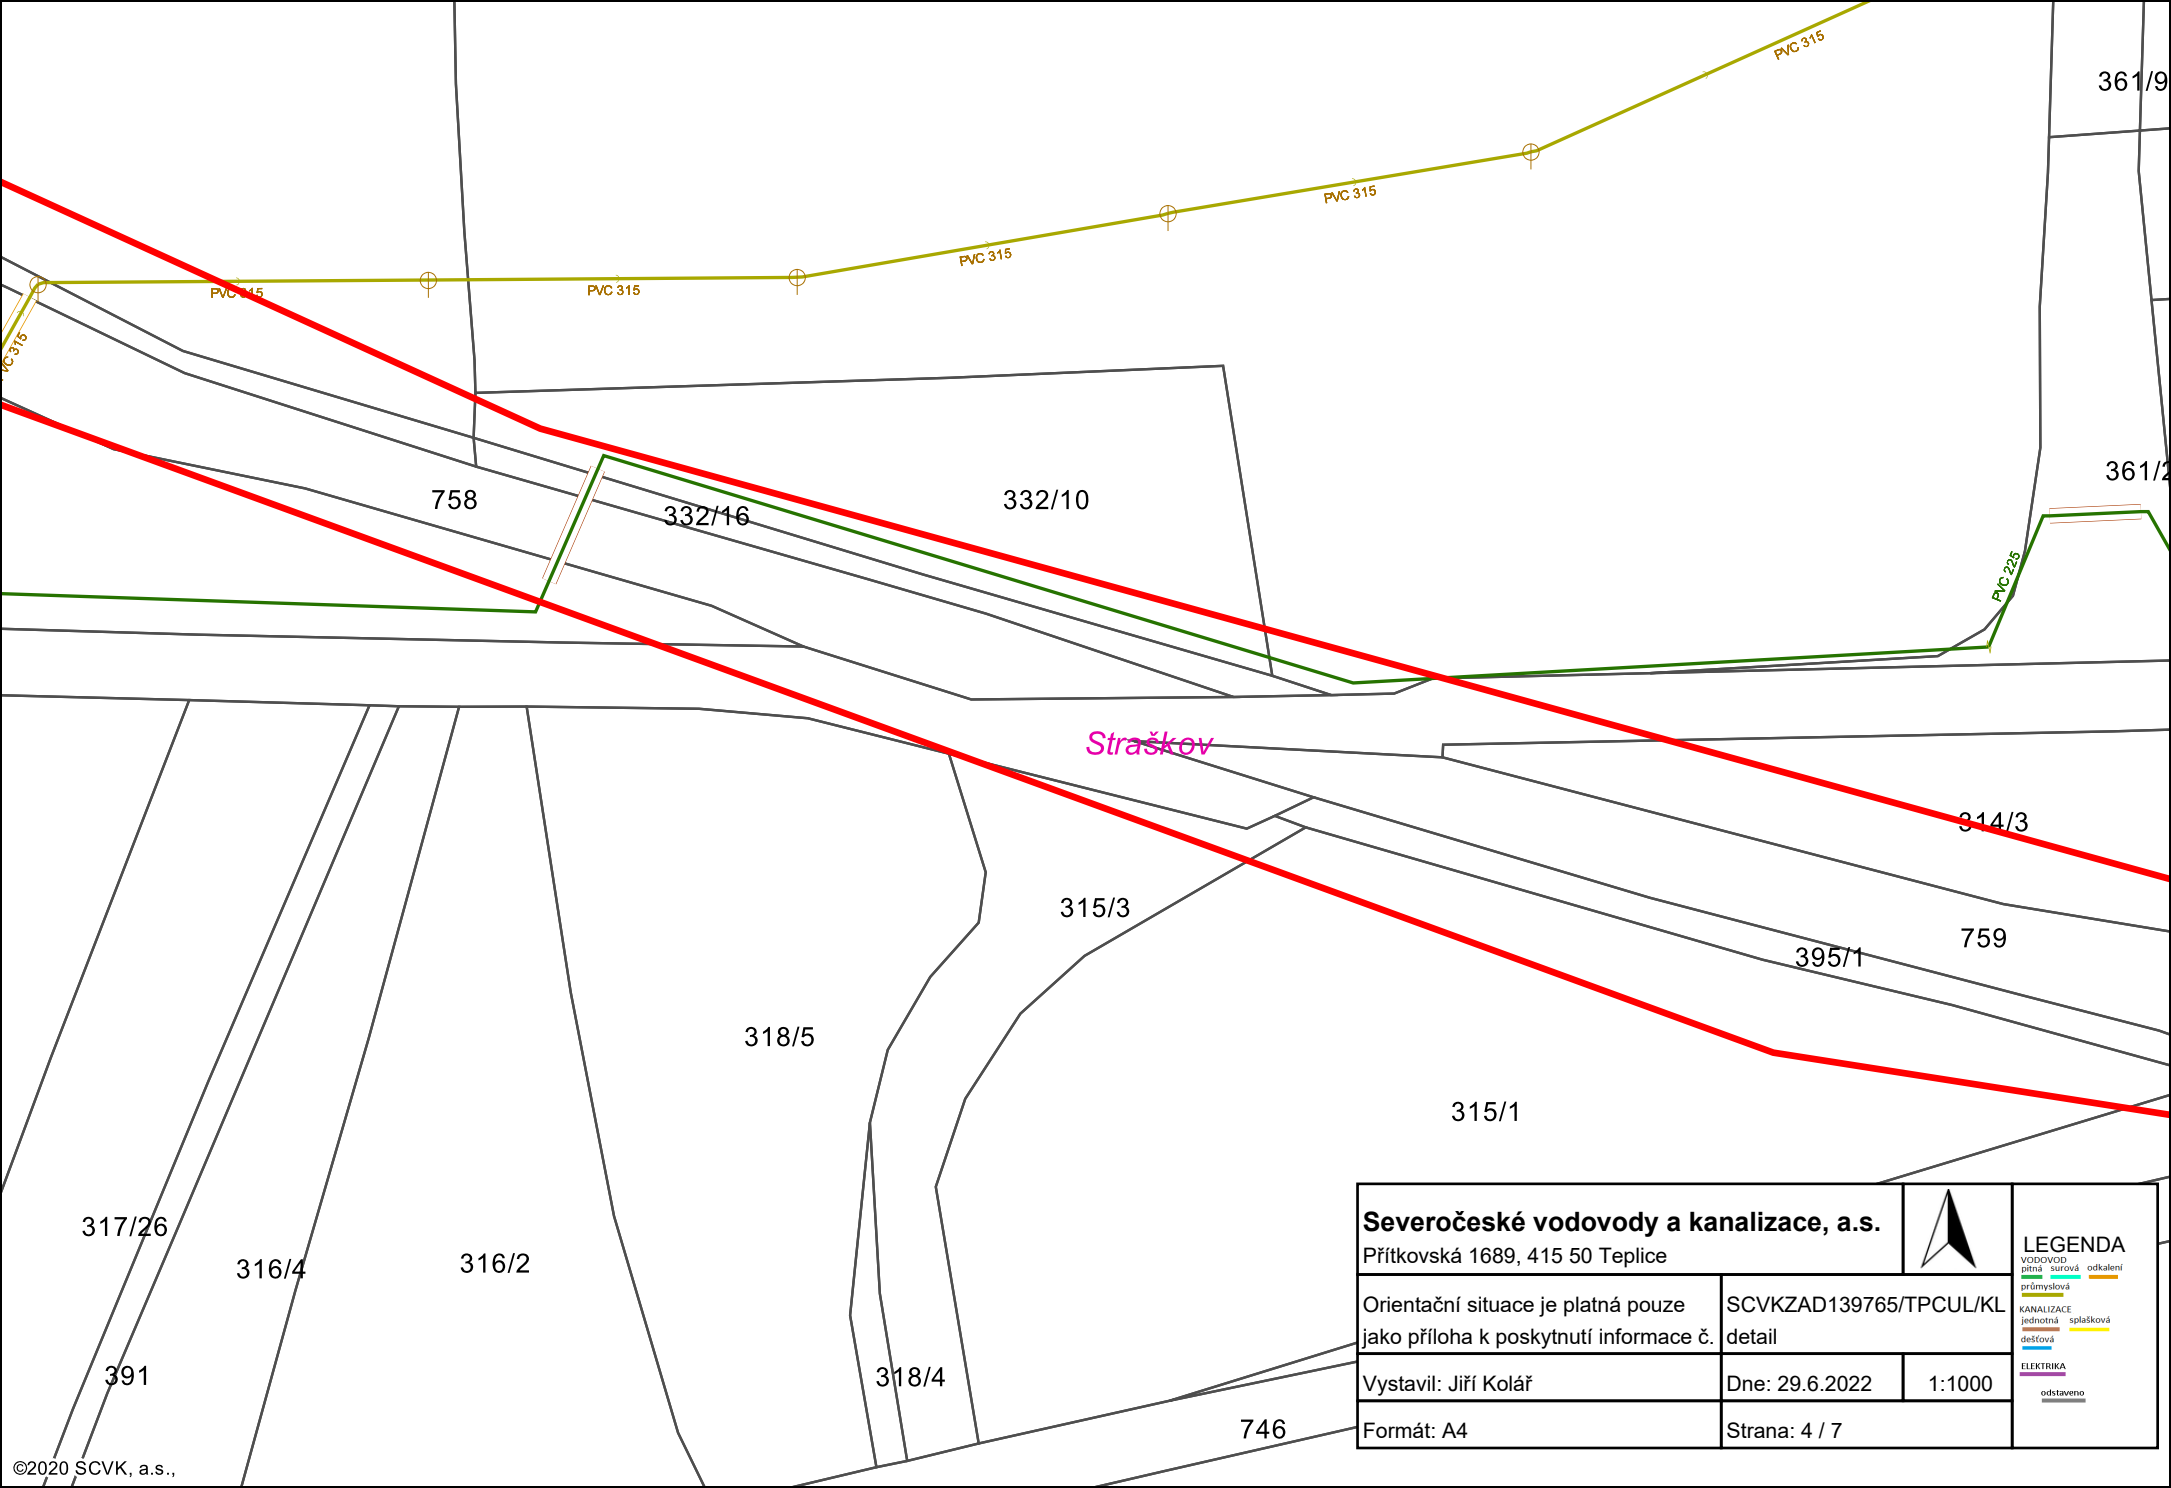 PVC 315
361/9
PVC 315
PVC 315
PVC 315
PVC 315
PVC 315
361/2
758
332/16
332/10
PVC 225
Straškov
314/3
315/3
759
395/1
318/5
315/1
317/26
316/4
316/2
391
318/4
746
Severočeské vodovody a kanalizace, a.s.
Přítkovská 1689, 415 50 Teplice
Orientační situace je platná pouze
jako příloha k poskytnutí informace č.
SCVKZAD139765/TPCUL/KL
detail
Vystavil: Jiří Kolář
Dne: 29.6.2022
1:1000
Formát: A4
Strana: 4 / 7
LEGENDA
VODOVOD
pitná surová odkalení
průmyslová
KANALIZACE
jednotná splašková
dešťová
ELEKTRIKA
odstaveno
©2020 SCVK, a.s.,